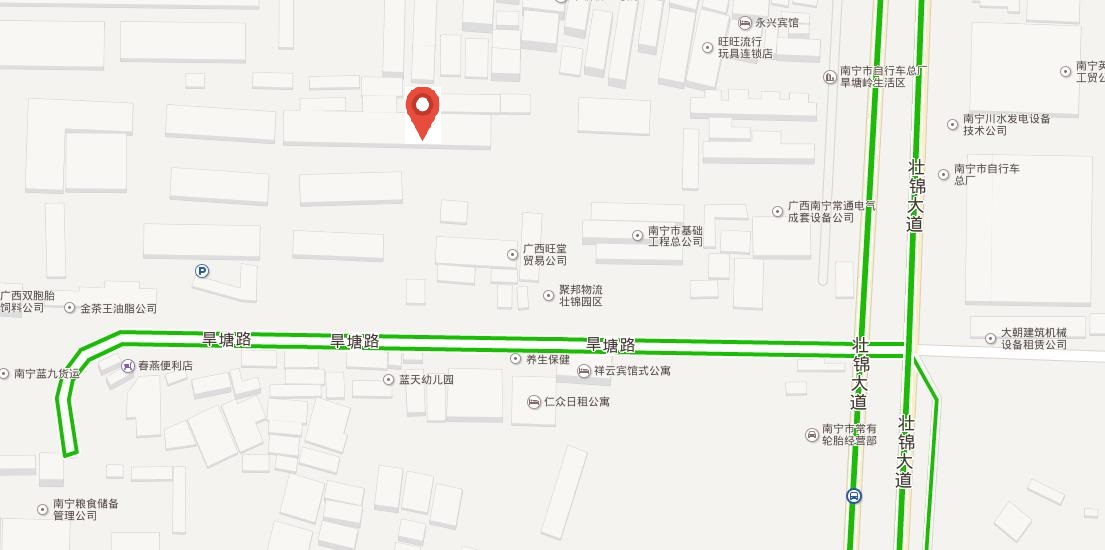 永兴宾馆
旺旺流行
玩具连锁店
南宁市自行车总厂
旱塘岭生活区
南宁英
工贸公
南宁川水发电设备
技术公司
南宁市自行车
总厂
壮锦大道
广西南宁常通电气
成套设备公司
南宁市基础
工程总公司
广西旺堂
贸易公司
P
聚邦物流
壮锦园区
广西双胞胎
饲料公司
金茶王油脂公司
旱塘路
旱塘路
旱塘路
壮锦大道
大朝建筑机械
设备租赁公司
养生保健
春燕便利店
南宁蓝九货运
蓝天幼儿园
祥云宾馆式公寓
仁众日租公寓
南宁市常有
轮胎经营部
壮锦大道
南宁粮食储备
管理公司